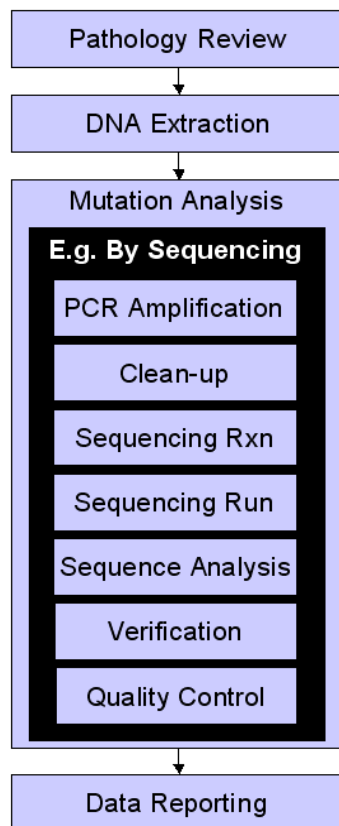 Pathology Review
DNA Extraction
Mutation Analysis
E.g. By Sequencing
PCR Amplification
Clean-up
Sequencing Rxn
Sequencing Run
Sequence Analysis
Verification
Quality Control
Data Reporting